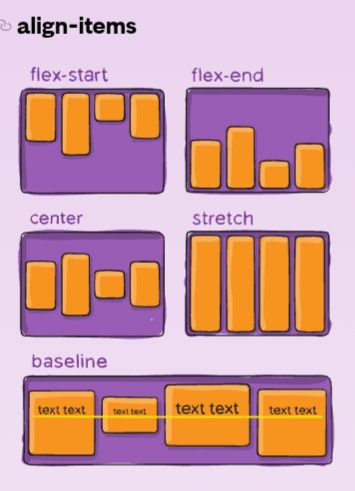 align-items
flex-start
flex-end
center
stretch
baseline
text text
text text
text text
text text